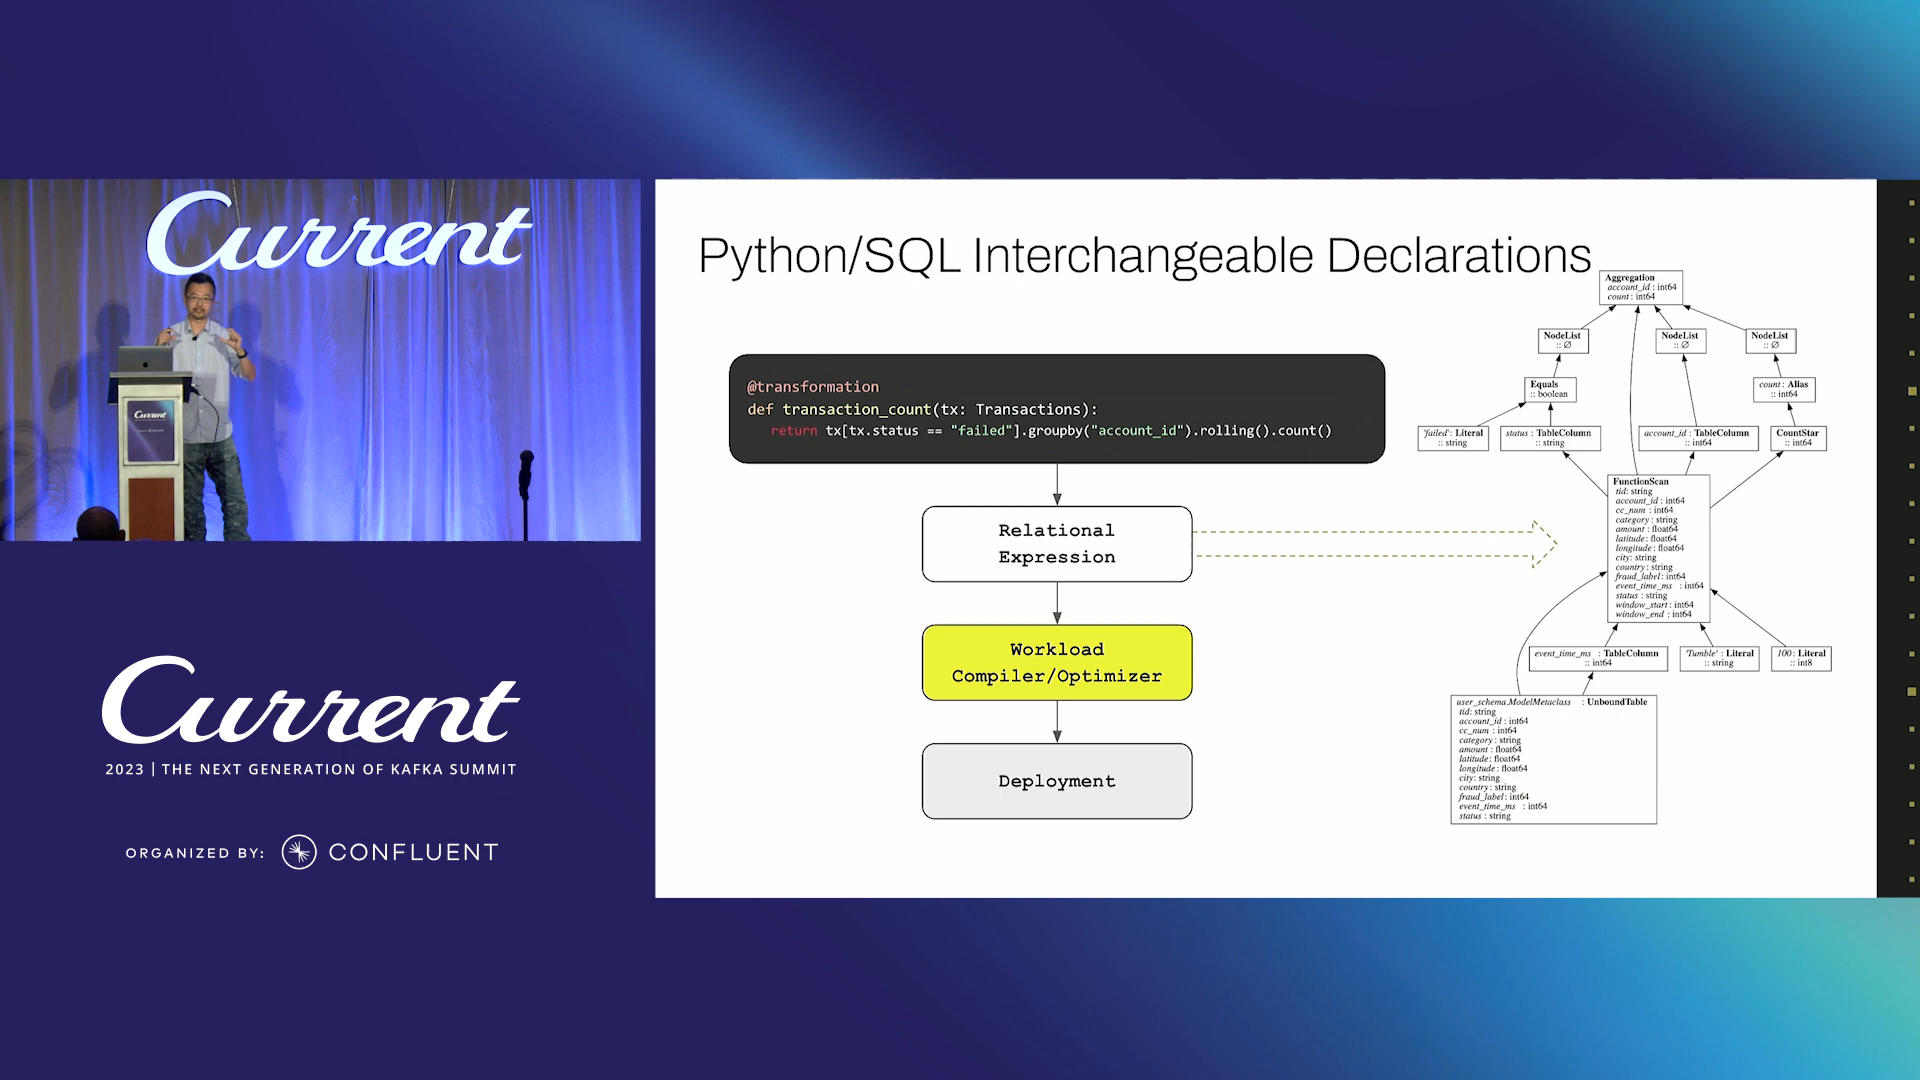 Current
Current
Current
2023 | THE NEXT GENERATION OF KAFKA SUMMIT
ORGANIZED BY: CONFLUENT
Python/SQL Interchangeable Declarations
@transformation
def transaction_count(tx: Transactions):
return tx[tx.status == "failed"].groupby("account_id").rolling().count()
Relational
Expression
Workload
Compiler/Optimizer
Deployment
Aggregation
account_id : int64
count : int64
NodeList
:: ∅
NodeList
:: ∅
NodeList
:: ∅
Equals
:: boolean
count : Alias
:: int64
'failed' : Literal
:: string
status : TableColumn
:: string
account_id : TableColumn
:: int64
CountStar
:: int64
FunctionScan
tid: string
account_id : int64
cc_num : int64
category : string
amount : float64
latitude: float64
longitude: float64
city: string
country: string
fraud_label: int64
event_time_ms : int64
status : string
window_start : int64
window_end : int64
event_time_ms : TableColumn
:: int64
'Tumble' : Literal
:: string
100 : Literal
:: int8
user_schema.ModelMetaclass : UnboundTable
tid: string
account_id : int64
cc_num : int64
category : string
amount : float64
latitude: float64
longitude : float64
city: string
country: string
fraud_label : int64
event_time_ms : int64
status : string